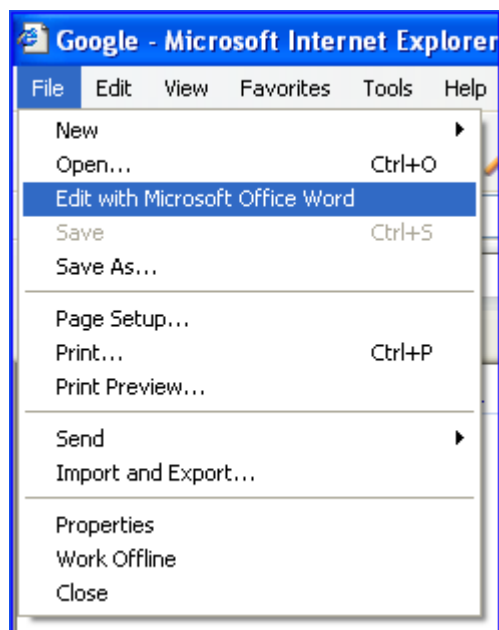 Google - Microsoft Internet Explorer
File Edit View Favorites Tools Help
New
Open... Ctrl+O
Edit with Microsoft Office Word
Save Ctrl+S
Save As...
Page Setup...
Print... Ctrl+P
Print Preview...
Send
Import and Export...
Properties
Work Offline
Close